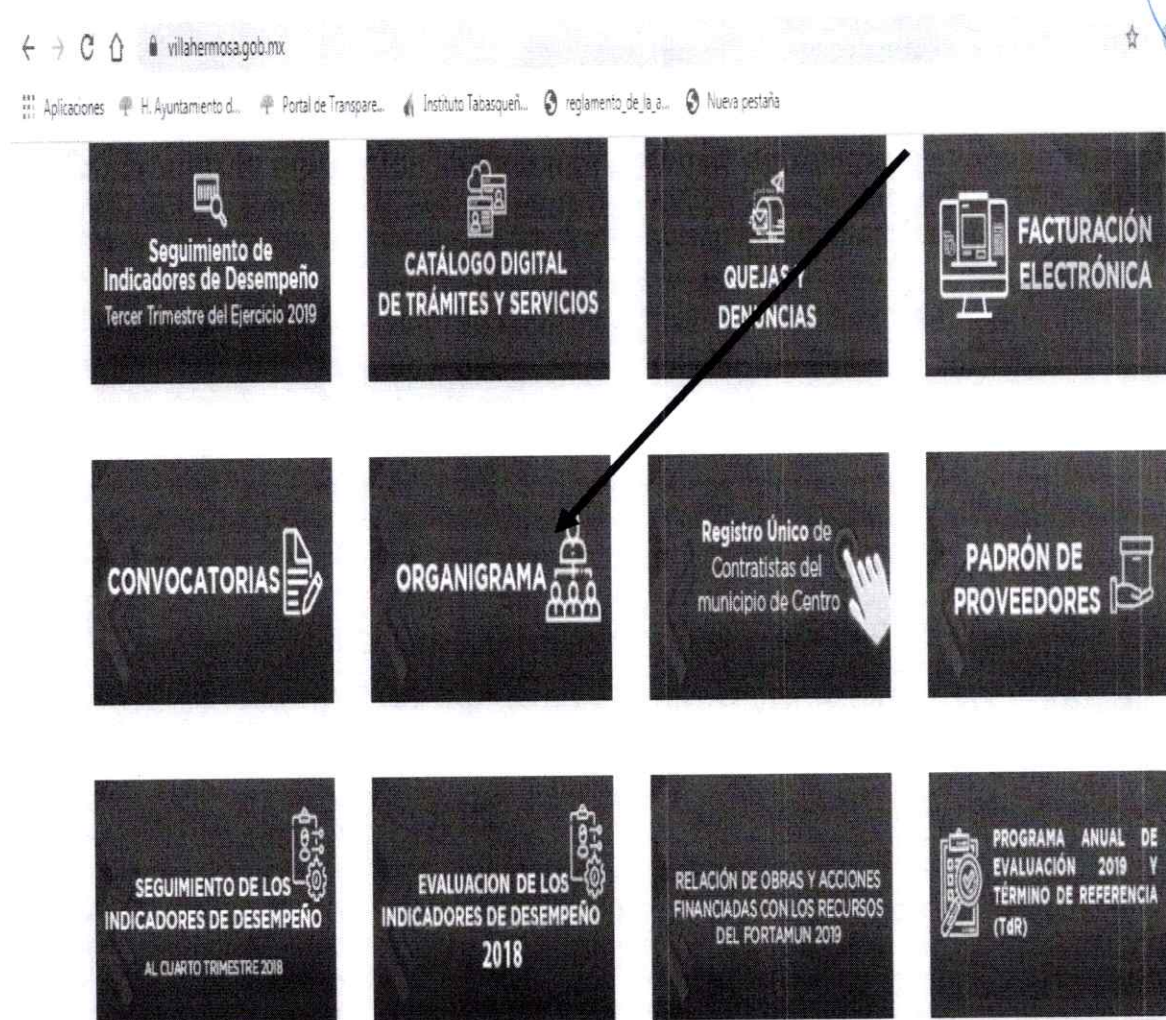 villahermosa.gob.mx
Aplicaciones H. Ayuntamiento d... Portal de Transpare... Instituto Tabasqueñ... reglamento_de_la_a... Nueva pestaña
Seguimiento de
Indicadores de Desempeño
Tercer Trimestre del Ejercicio 2019
CATÁLOGO DIGITAL
DE TRÁMITES Y SERVICIOS
QUEJAS Y
DENUNCIAS
FACTURACIÓN
ELECTRÓNICA
CONVOCATORIAS
ORGANIGRAMA
Registro Único de
Contratistas del
municipio de Centro
PADRÓN DE
PROVEEDORES
SEGUIMIENTO DE LOS
INDICADORES DE DESEMPEÑO
AL CUARTO TRIMESTRE 2018
EVALUACION DE LOS
INDICADORES DE DESEMPEÑO
2018
RELACIÓN DE OBRAS Y ACCIONES
FINANCIADAS CON LOS RECURSOS
DEL FORTAMUN 2019
PROGRAMA ANUAL DE
EVALUACIÓN 2019 Y
TÉRMINO DE REFERENCIA
(TdR)